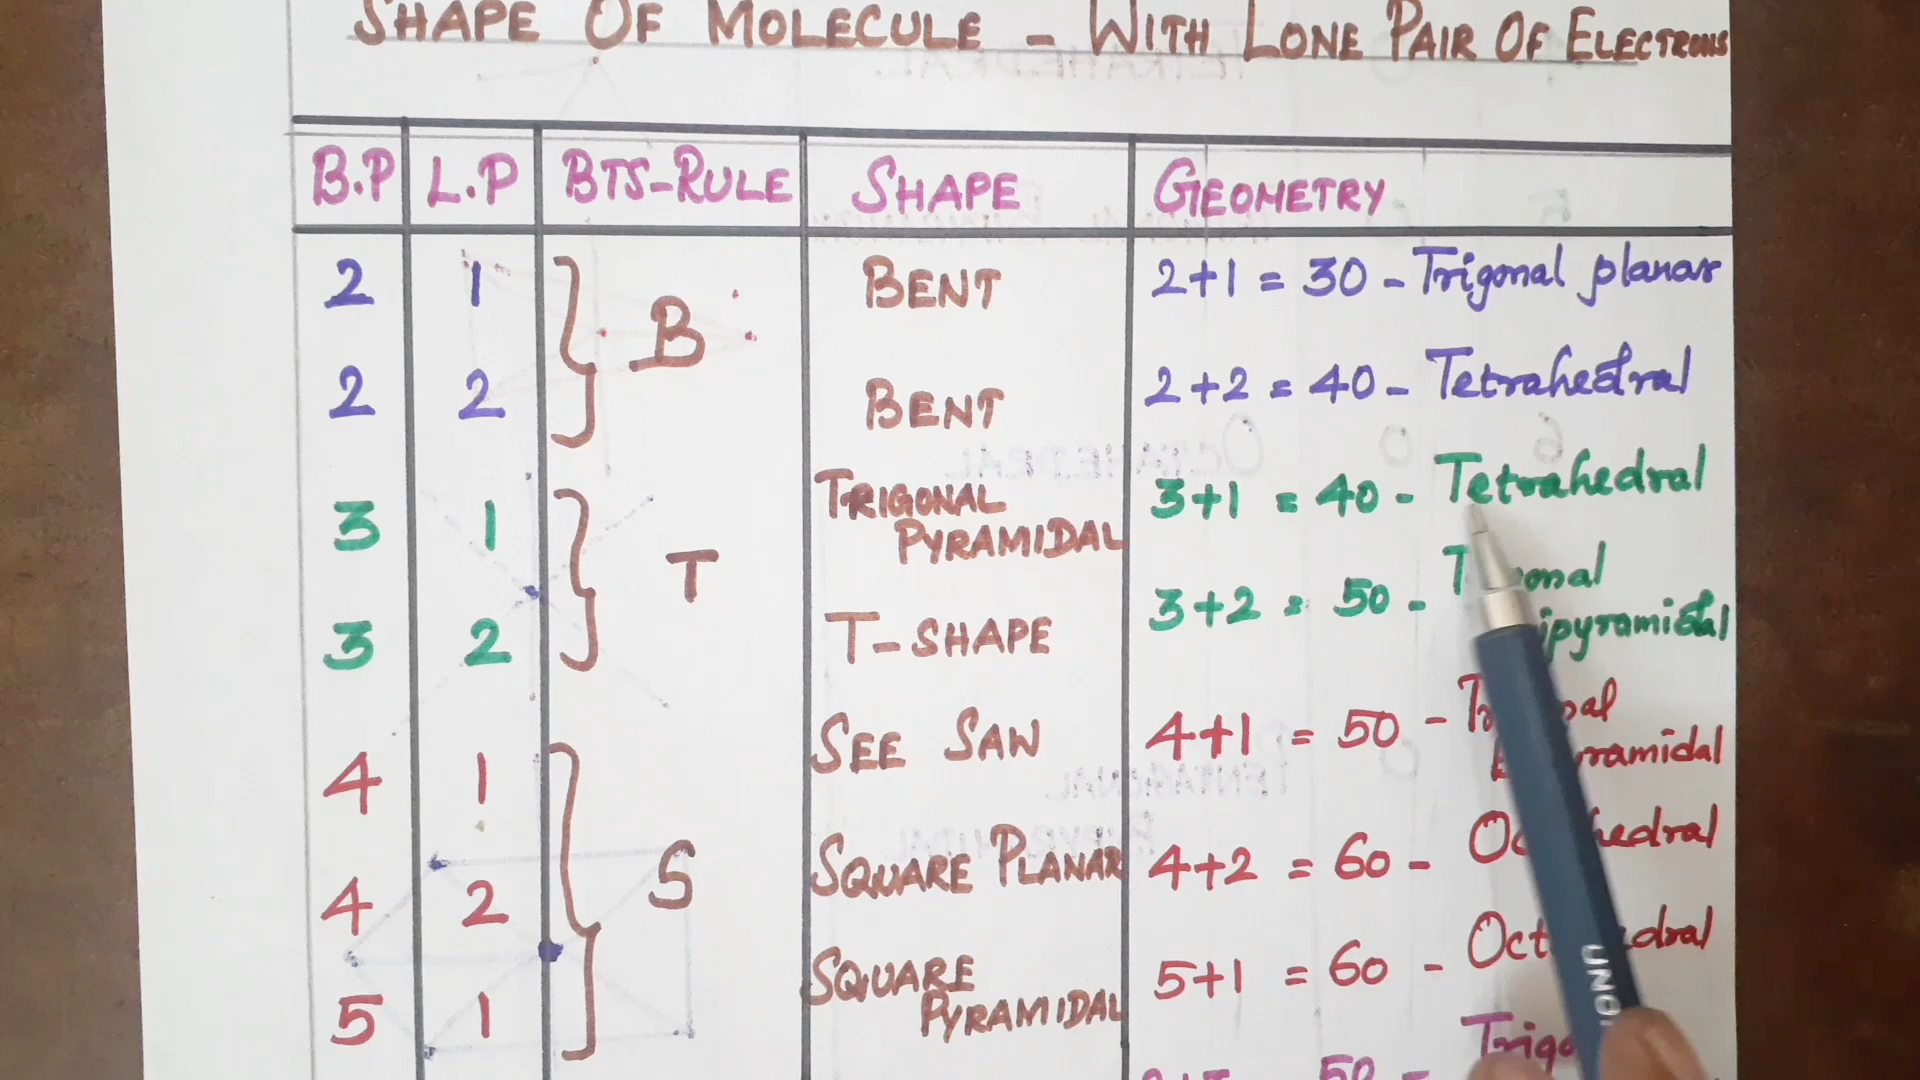 SHAPE OF MOLECULE - WITH LONE PAIR OF ELECTRONS
B.P L.P BTS-RULE SHAPE GEOMETRY
2 1 BENT 2+1 = 30 - Trigonal planar
B
2 2 BENT 2+2 = 40 - Tetrahedral
3 1 TRIGONAL PYRAMIDAL 3+1 = 40 - Tetrahedral
T
3 2 T-SHAPE 3+2 = 50 -
4 1 SEE SAW 4+1 = 50 -
S
4 2 SQUARE PLANAR 4+2 = 60 -
5 1 SQUARE PYRAMIDAL 5+1 = 60 -